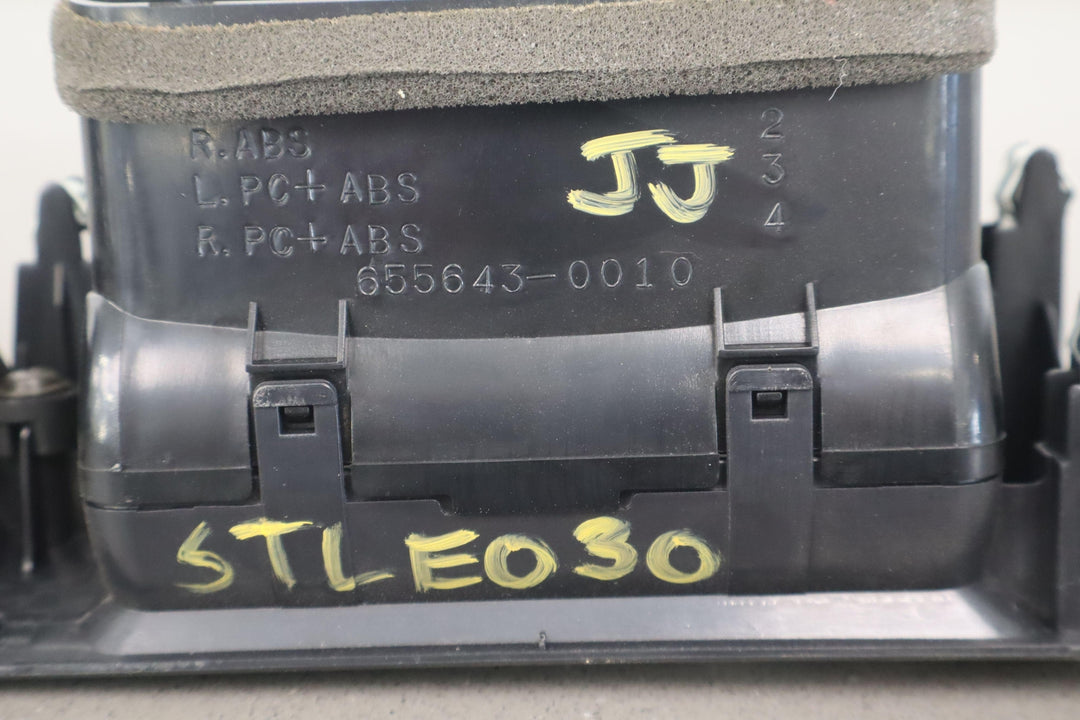 R.ABS
L.PC+ABS
R.PC+ABS
2
3
4
JJ
655643-0010
STLE030